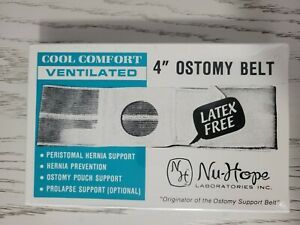 COOL COMFORT
VENTILATED
4” OSTOMY BELT
LATEX
FREE
• PERISTOMAL HERNIA SUPPORT
• HERNIA PREVENTION
• OSTOMY POUCH SUPPORT
• PROLAPSE SUPPORT (OPTIONAL)
NH
Nu-Hope
LABORATORIES INC.
"Originator of the Ostomy Support Belt"